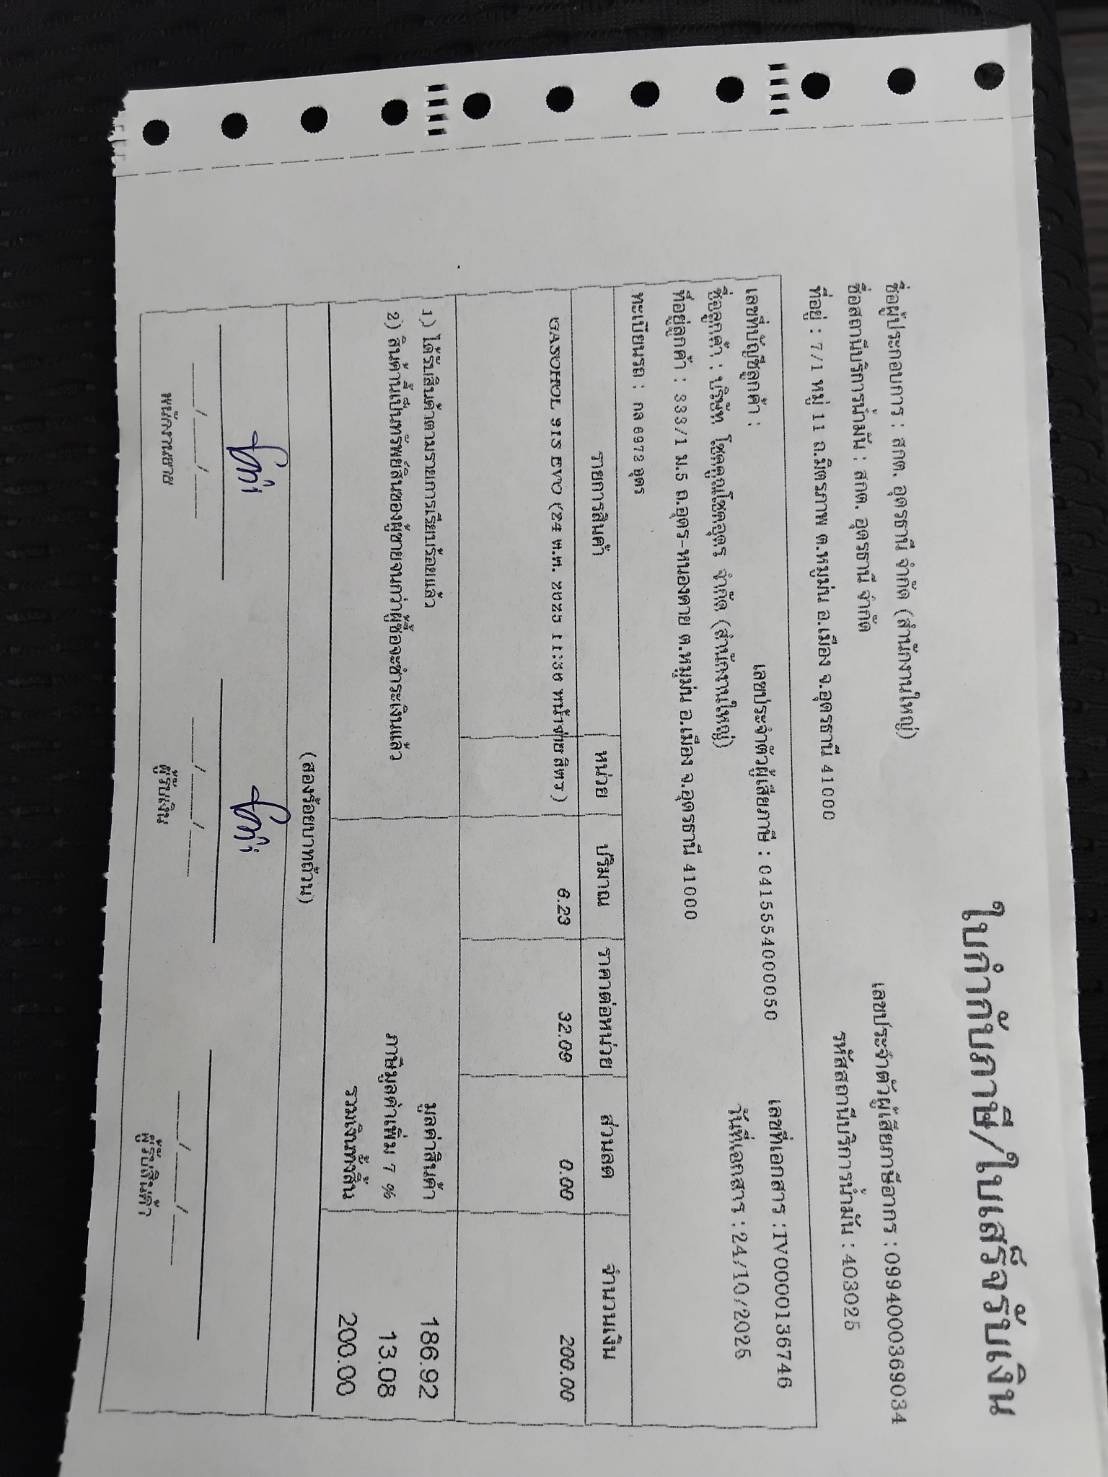 ใบกำกับภาษี/ใบเสร็จรับเงิน
ชื่อผู้ประกอบการ : สกต. อุดรธานี จำกัด (สำนักงานใหญ่) เลขประจำตัวผู้เสียภาษีอากร : 0994000369034
ชื่อสถานีบริการน้ำมัน : สกต. อุดรธานี จำกัด รหัสสถานีบริการน้ำมัน : 403025
ที่อยู่ : 7/1 หมู่ 11 ถ.มิตรภาพ ต.หมูม่น อ.เมือง จ.อุดรธานี 41000
เลขที่บัญชีลูกค้า : เลขประจำตัวผู้เสียภาษี : 0415554000050 เลขที่เอกสาร : IV0000136746
ชื่อลูกค้า : บริษัท โชคคูณโชคอุดร จำกัด (สำนักงานใหญ่) วันที่เอกสาร : 24/10/2025
ที่อยู่ลูกค้า : 333/1 ม.5 ถ.อุดร-หนองคาย ต.หมูม่น อ.เมือง จ.อุดรธานี 41000
ทะเบียนรถ : กล 6973 อุดร
รายการสินค้า หน่วย ปริมาณ ราคาต่อหน่วย ส่วนลด จำนวนเงิน
GASOHOL 91S EVO (24 ต.ค. 2025 11:36 หน้าจ่าย ลิตร ) 6.23 32.09 0.00 200.00
1) ได้รับสินค้าตามรายการเรียบร้อยแล้ว มูลค่าสินค้า 186.92
2) สินค้านี้เป็นทรัพย์สินของผู้ขายจนกว่าผู้ซื้อจะชำระเงินแล้ว ภาษีมูลค่าเพิ่ม 7 % 13.08
รวมเงินทั้งสิ้น 200.00
(สองร้อยบาทถ้วน)
___/___/___ ___/___/___ ___/___/___
พนักงานขาย ผู้รับเงิน ผู้รับสินค้า